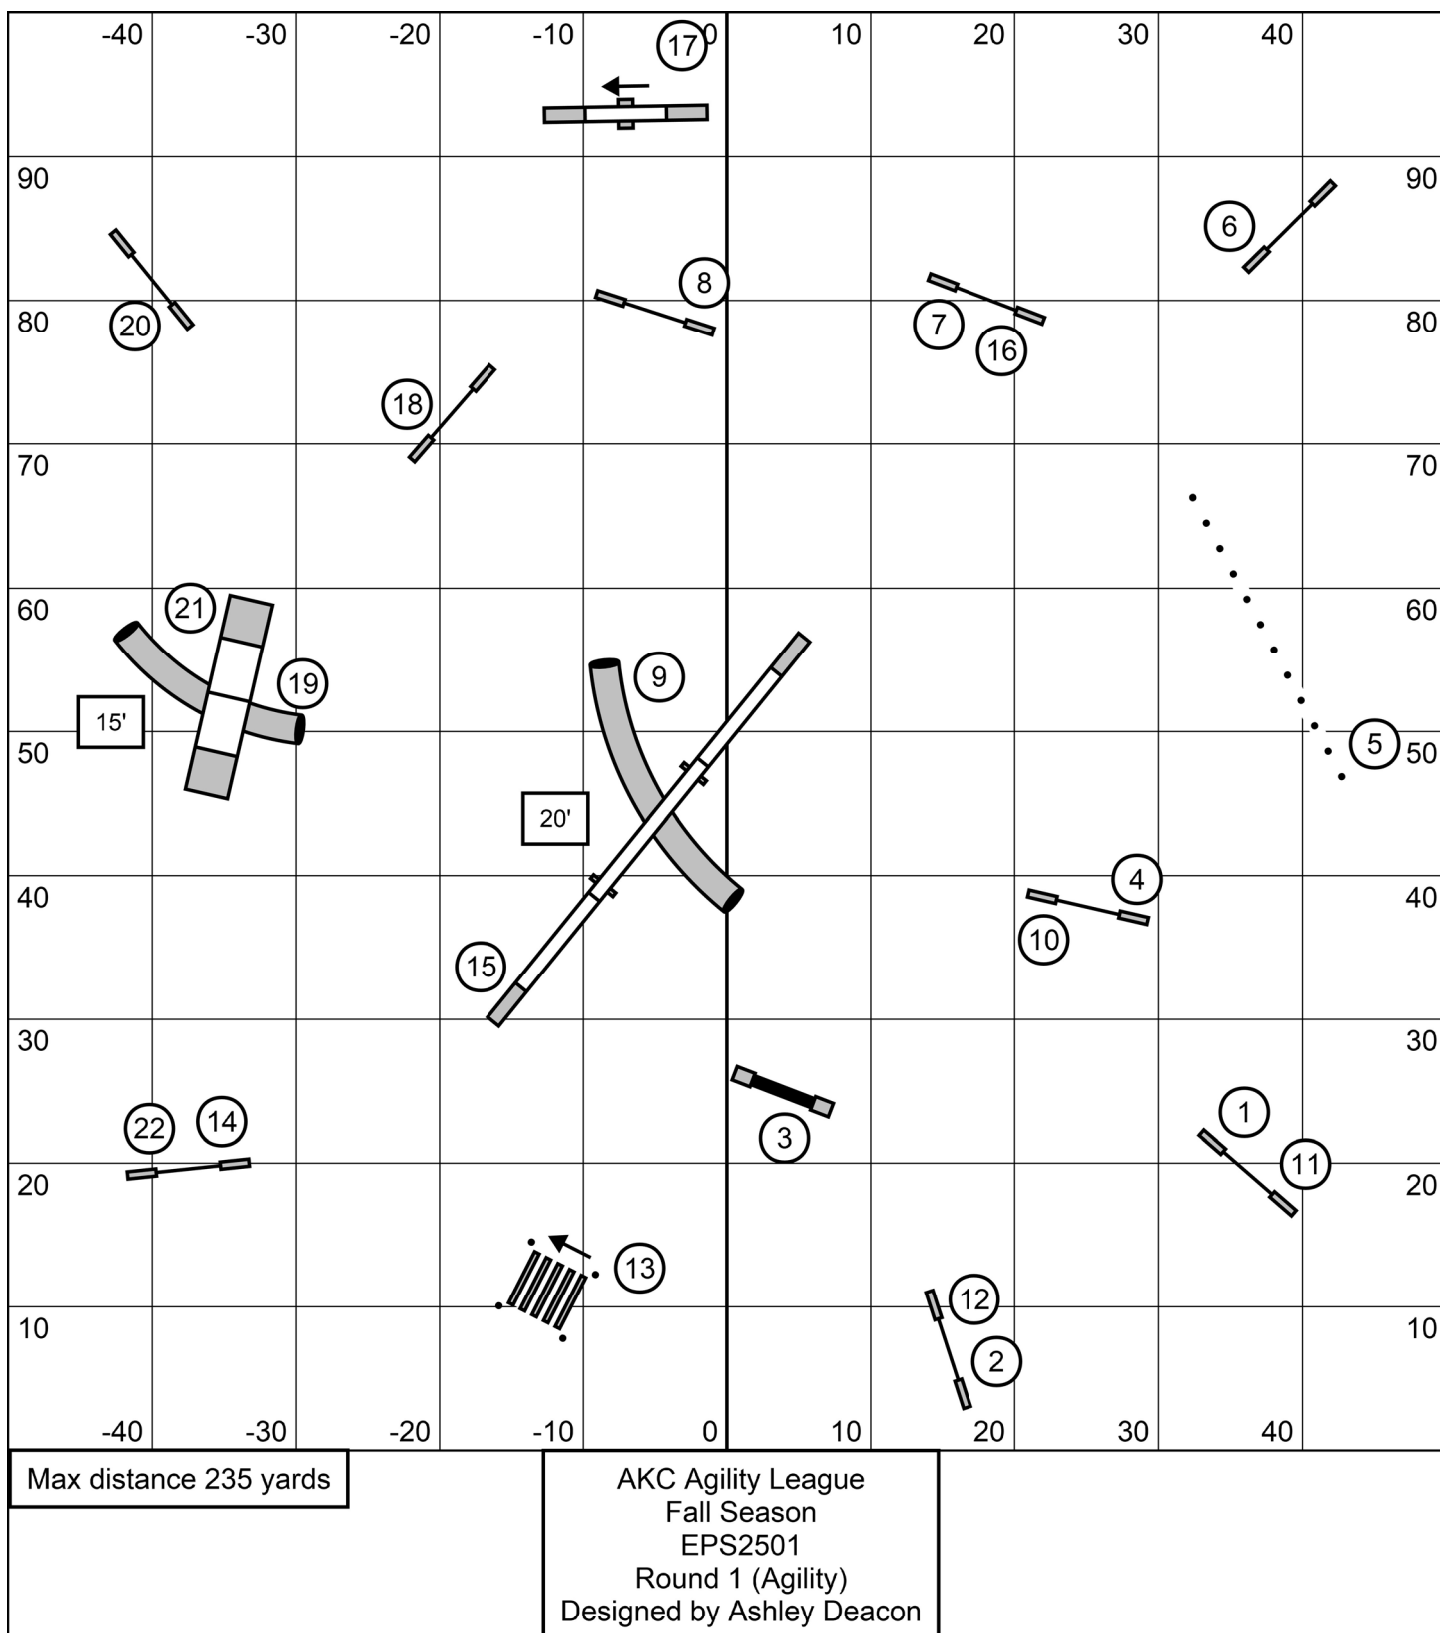 -40 -30 -20 -10 0 10 20 30 40
17
90 90
6
8
20 7 80 80
16
18
70 70
21 60 60
9
19
15' 50 5 50
20'
4
40 40
10
15
30 30
1
22 14 3
11
20 20
13
12
10 10
2
-40 -30 -20 -10 0 10 20 30 40
Max distance 235 yards
AKC Agility League
Fall Season
EPS2501
Round 1 (Agility)
Designed by Ashley Deacon